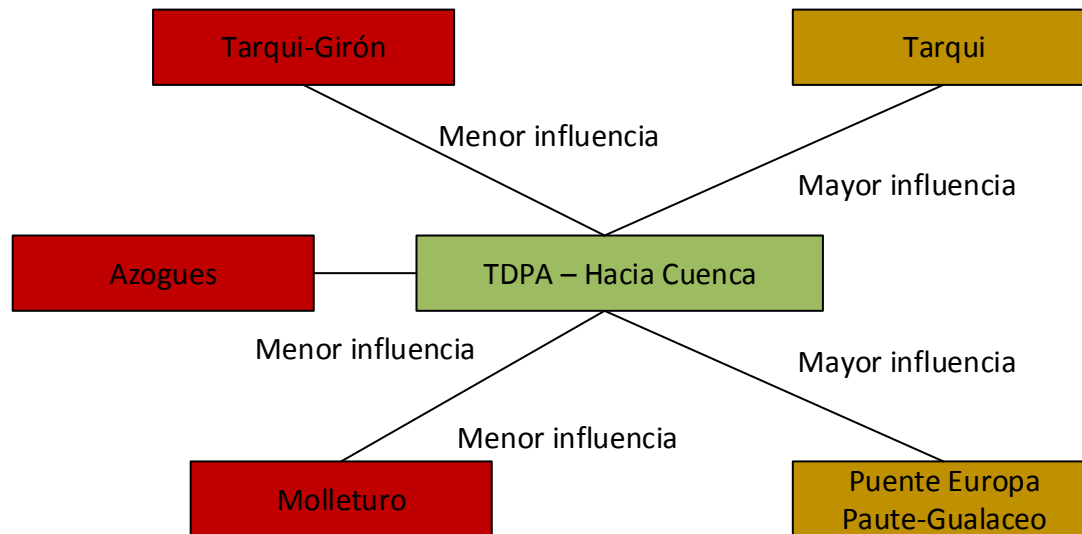 Tarqui-Girón
Tarqui
Menor influencia
Mayor influencia
Azogues
TDPA – Hacia Cuenca
Menor influencia
Mayor influencia
Menor influencia
Molleturo
Puente Europa
Paute-Gualaceo